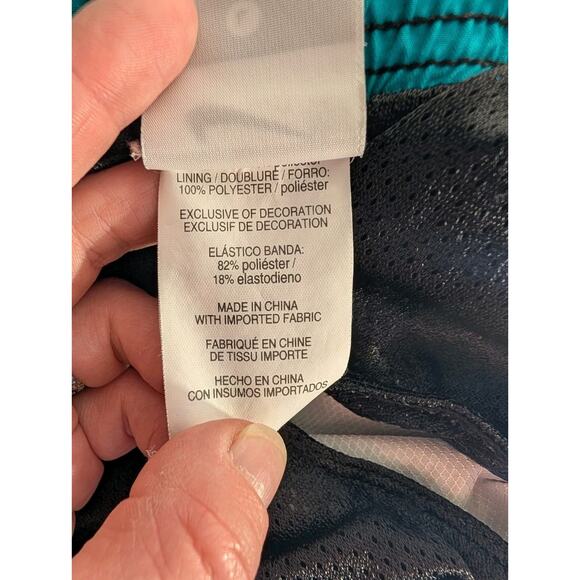 LINING / DOUBLURE / FORRO:
100% POLYESTER / poliéster
EXCLUSIVE OF DECORATION
EXCLUSIF DE DECORATION
ELÁSTICO BANDA:
82% poliéster /
18% elastodieno
MADE IN CHINA
WITH IMPORTED FABRIC
FABRIQUÉ EN CHINE
DE TISSU IMPORTE
HECHO EN CHINA
CON INSUMOS IMPORTADOS